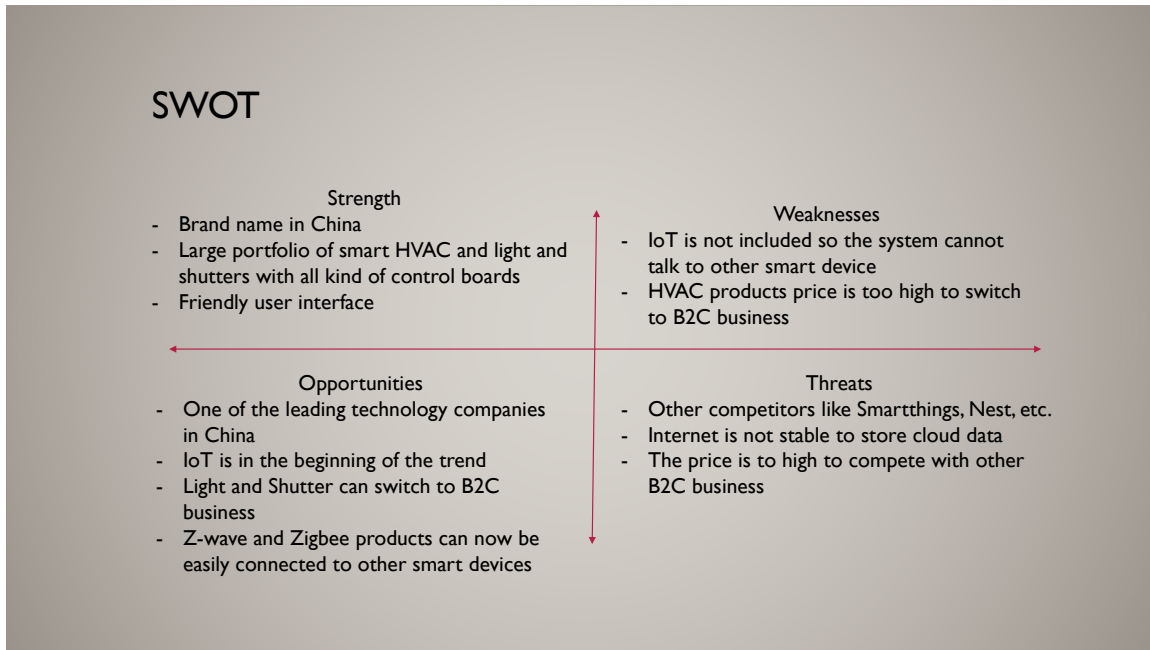 SWOT
Strength
- Brand name in China
- Large portfolio of smart HVAC and light and
shutters with all kind of control boards
- Friendly user interface
Weaknesses
- IoT is not included so the system cannot
talk to other smart device
- HVAC products price is too high to switch
to B2C business
Opportunities
- One of the leading technology companies
in China
- IoT is in the beginning of the trend
- Light and Shutter can switch to B2C
business
- Z-wave and Zigbee products can now be
easily connected to other smart devices
Threats
- Other competitors like Smartthings, Nest, etc.
- Internet is not stable to store cloud data
- The price is to high to compete with other
B2C business